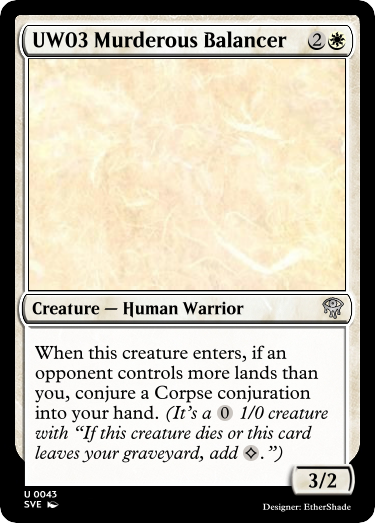 UW03 Murderous Balancer 2
Creature — Human Warrior
When this creature enters, if an
opponent controls more lands than
you, conjure a Corpse conjuration
into your hand. (It's a 0 1/0 creature
with “If this creature dies or this card
leaves your graveyard, add .”)
3/2
U 0043
SVE
Designer: EtherShade